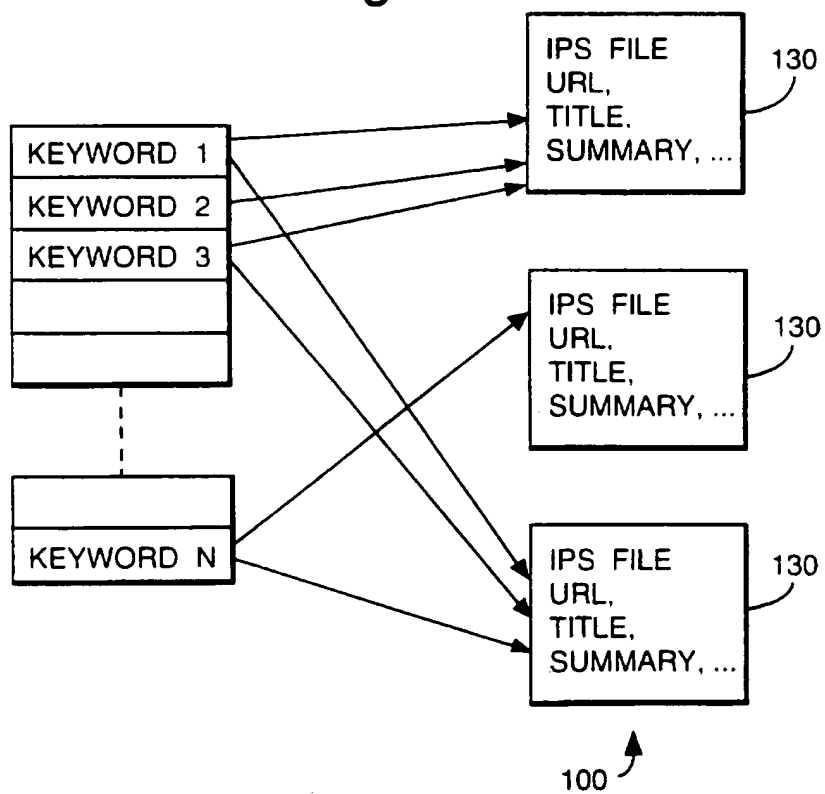 IPS FILE
URL,
TITLE.
SUMMARY, ...
130
KEYWORD 1
KEYWORD 2
KEYWORD 3
IPS FILE
URL.
TITLE,
SUMMARY, ...
130
KEYWORD N
IPS FILE
URL,
TITLE,
SUMMARY, ...
130
100